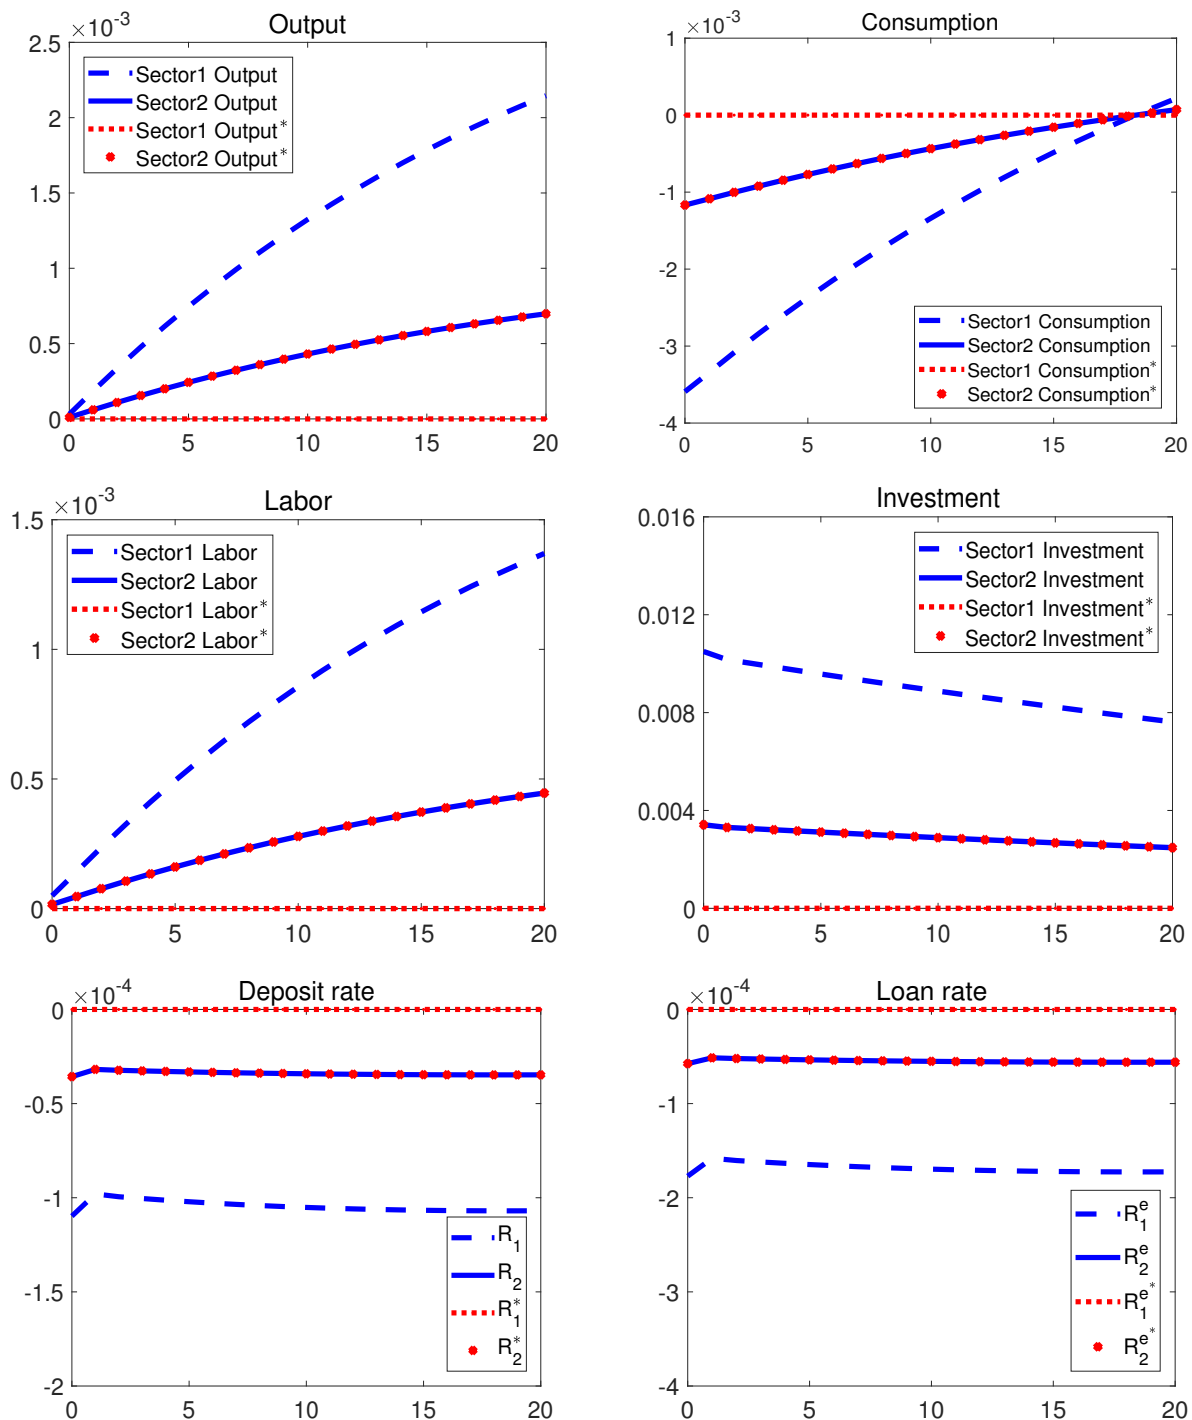 Output
×10⁻³
2.5
2
1.5
1
0.5
0
0 5 10 15 20
Sector1 Output
Sector2 Output
Sector1 Output*
Sector2 Output*
Consumption
×10⁻³
1
0
-1
-2
-3
-4
0 5 10 15 20
Sector1 Consumption
Sector2 Consumption
Sector1 Consumption*
Sector2 Consumption*
Labor
×10⁻³
1.5
1
0.5
0
0 5 10 15 20
Sector1 Labor
Sector2 Labor
Sector1 Labor*
Sector2 Labor*
Investment
0.016
0.012
0.008
0.004
0
0 5 10 15 20
Sector1 Investment
Sector2 Investment
Sector1 Investment*
Sector2 Investment*
Deposit rate
×10⁻⁴
0
-0.5
-1
-1.5
-2
0 5 10 15 20
R₁
R₂
R₁*
R₂*
Loan rate
×10⁻⁴
0
-1
-2
-3
-4
0 5 10 15 20
R₁ᵉ
R₂ᵉ
R₁ᵉ*
R₂ᵉ*